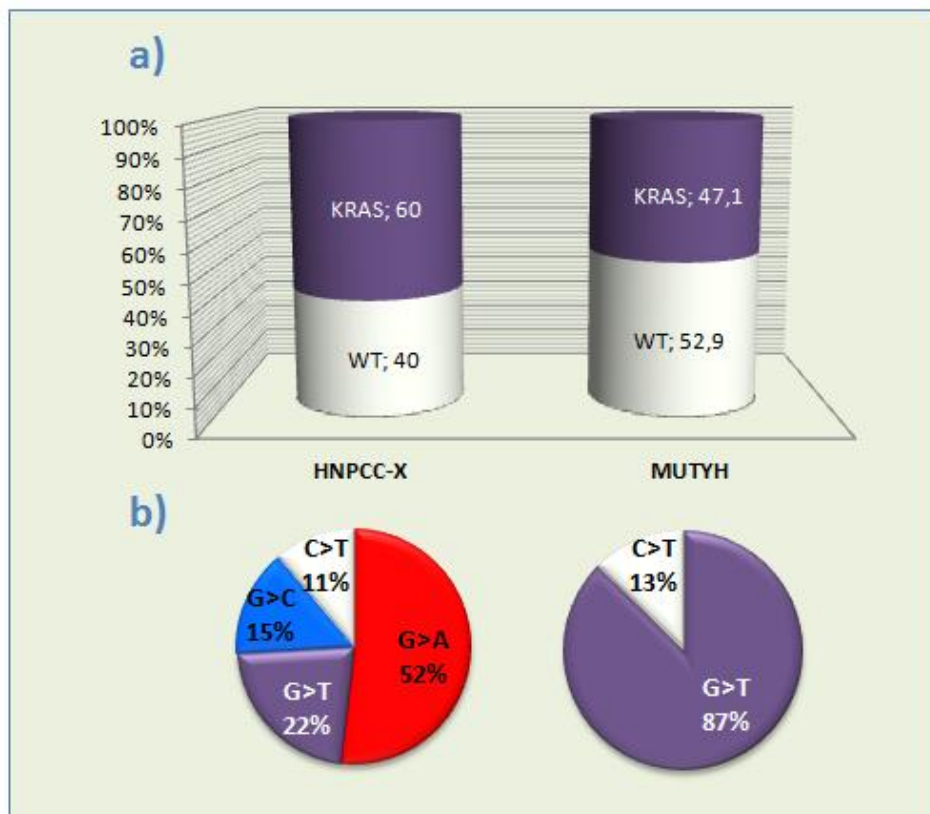 a)
100%
90%
80%
70%
60%
50%
40%
30%
20%
10%
0%
KRAS; 60
WT; 40
KRAS; 47,1
WT; 52,9
HNPCC-X
MUTYH
b)
C>T
11%
G>C
15%
G>A
52%
G>T
22%
C>T
13%
G>T
87%